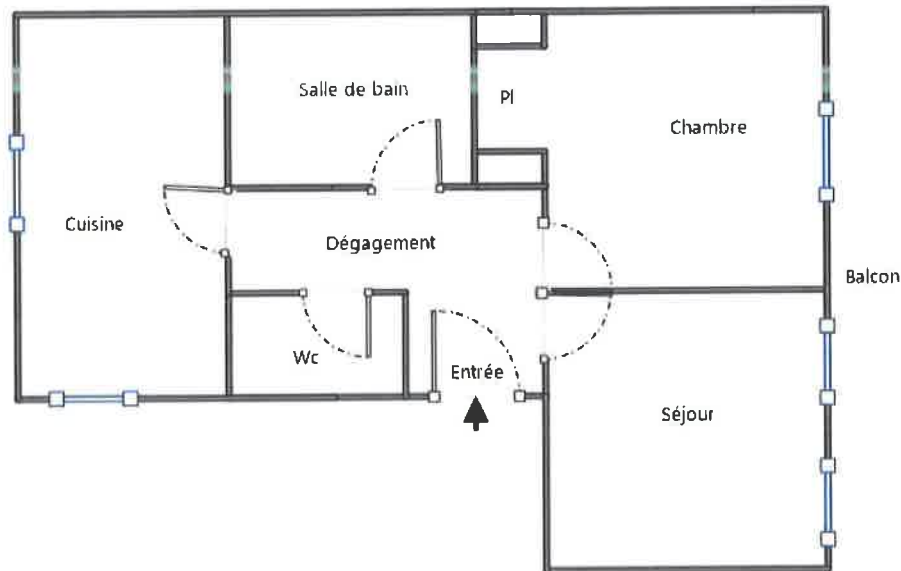 Salle de bain
Pl
Chambre
Cuisine
Dégagement
Balcon
Wc
Entrée
Séjour